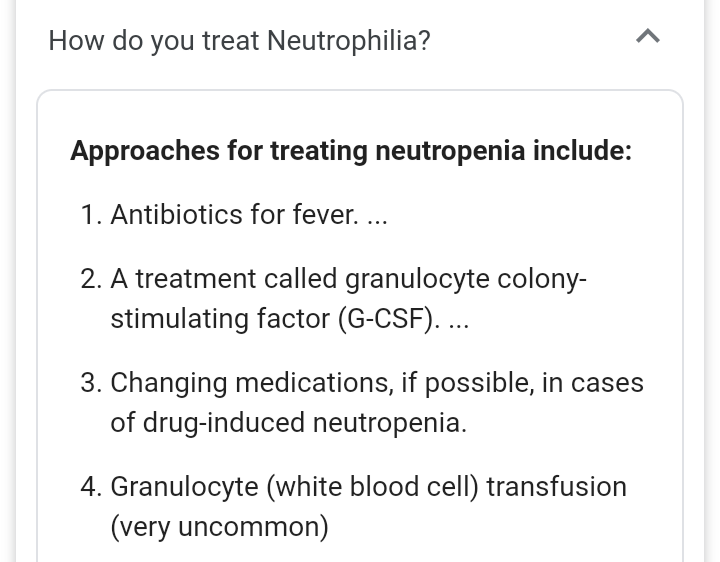 How do you treat Neutrophilia?
Approaches for treating neutropenia include:
1. Antibiotics for fever. ...
2. A treatment called granulocyte colony-
stimulating factor (G-CSF). ...
3. Changing medications, if possible, in cases
of drug-induced neutropenia.
4. Granulocyte (white blood cell) transfusion
(very uncommon)